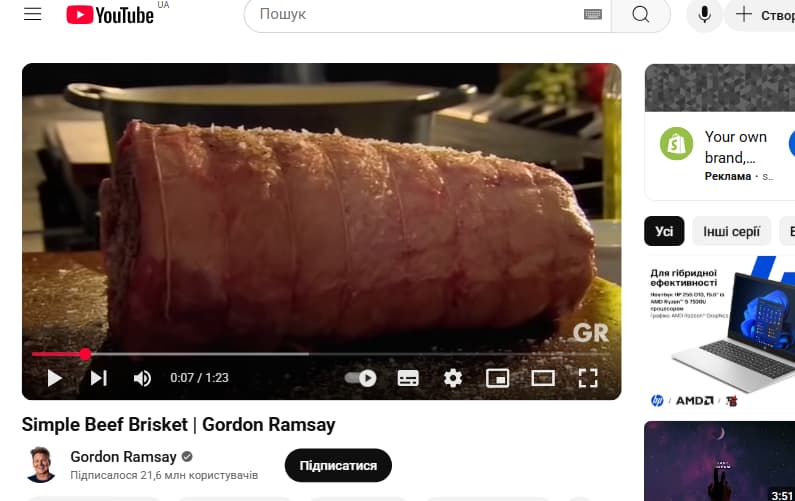 YouTube
UA
Пошук
Створ
GR
0:07 / 1:23
Simple Beef Brisket | Gordon Ramsay
Gordon Ramsay
Підписалося 21,6 млн користувачів
Підписатися
Your own
brand,...
Реклама · s...
Усі
Інші серії
Для гібридної
ефективності
Ноутбук HP 255 G10, 15.6" із
AMD Ryzen™ 5 7530U
процесором
Графіка AMD Radeon™ Graphics
hp / AMD /
3:51